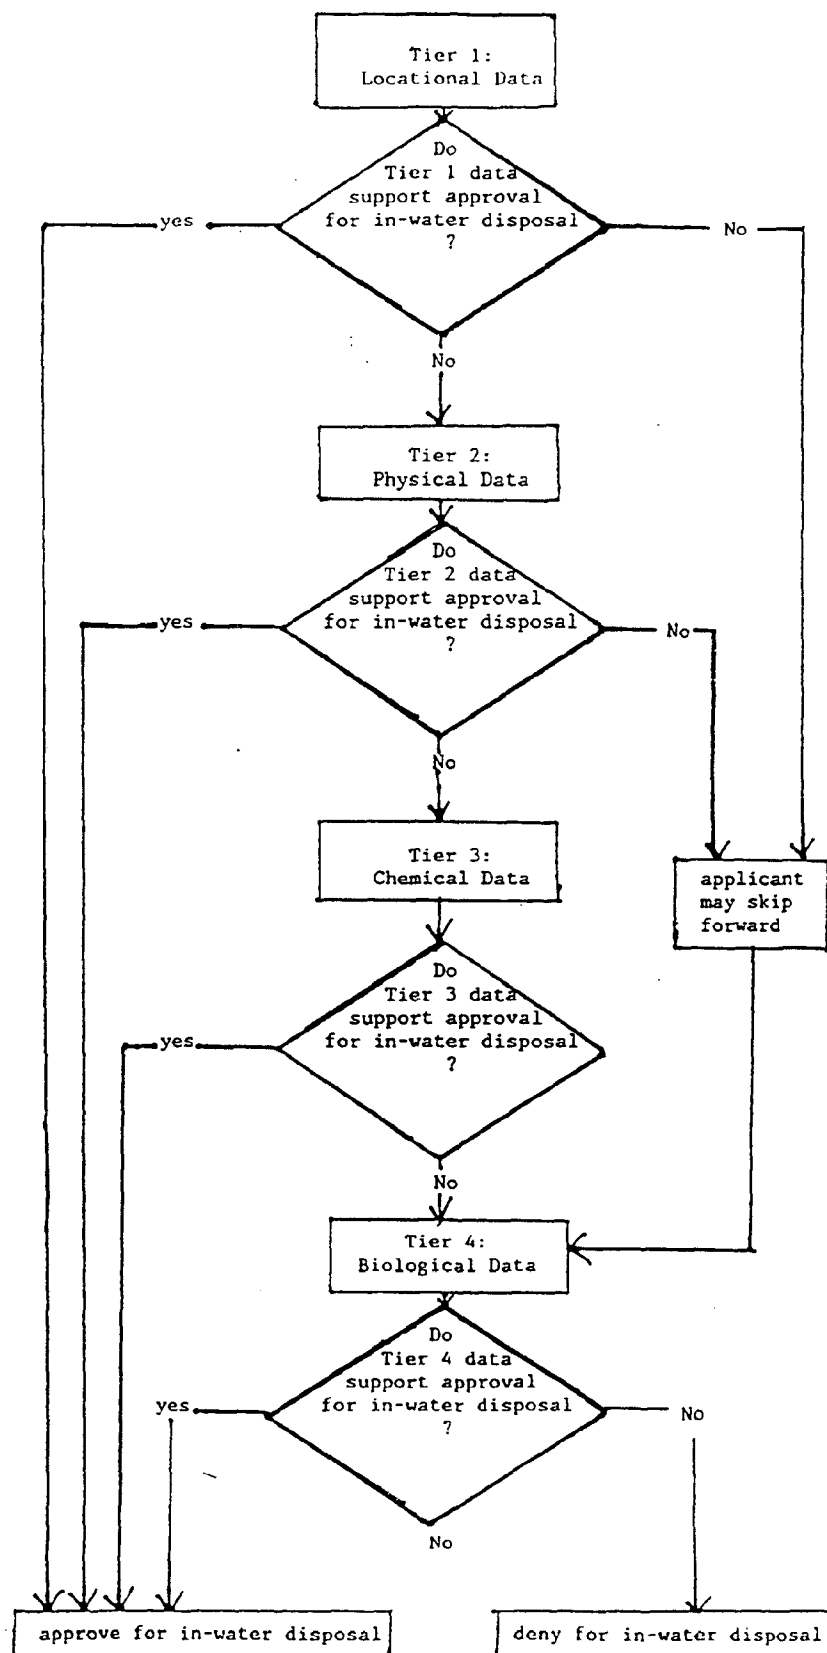 Tier 1:
Locational Data
Do
Tier 1 data
support approval
for in-water disposal
?
yes
No
No
Tier 2:
Physical Data
Do
Tier 2 data
support approval
for in-water disposal
?
yes
No
No
Tier 3:
Chemical Data
applicant
may skip
forward
Do
Tier 3 data
support approval
for in-water disposal
?
yes
No
Tier 4:
Biological Data
Do
Tier 4 data
support approval
for in-water disposal
?
yes
No
No
approve for in-water disposal
deny for in-water disposal